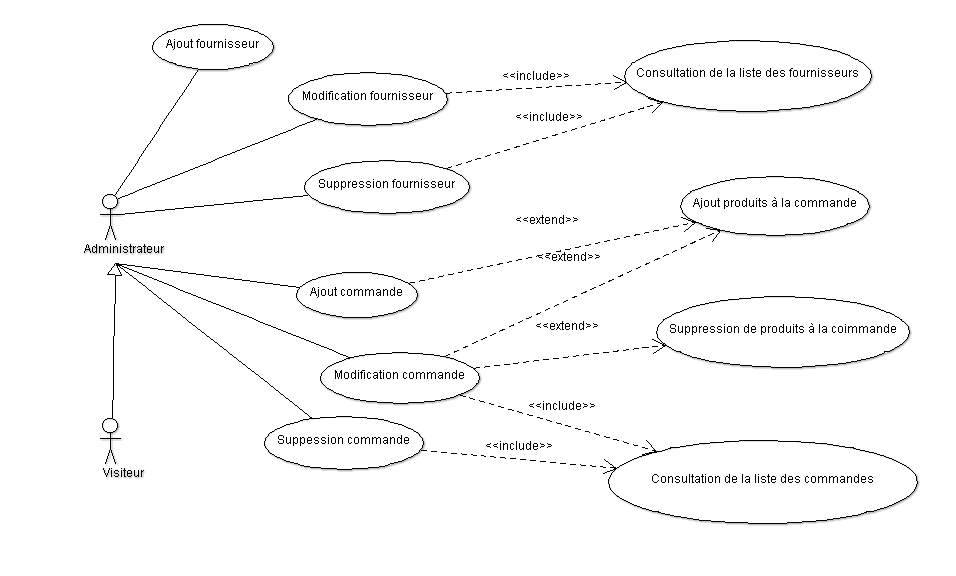 Ajout fournisseur
Modification fournisseur
<<include>>
Consultation de la liste des fournisseurs
<<include>>
Suppression fournisseur
Ajout produits à la commande
<<extend>>
Administrateur
<<extend>>
Ajout commande
<<extend>>
Suppression de produits à la coimmande
Modification commande
<<include>>
Suppession commande
<<include>>
Visiteur
Consultation de la liste des commandes